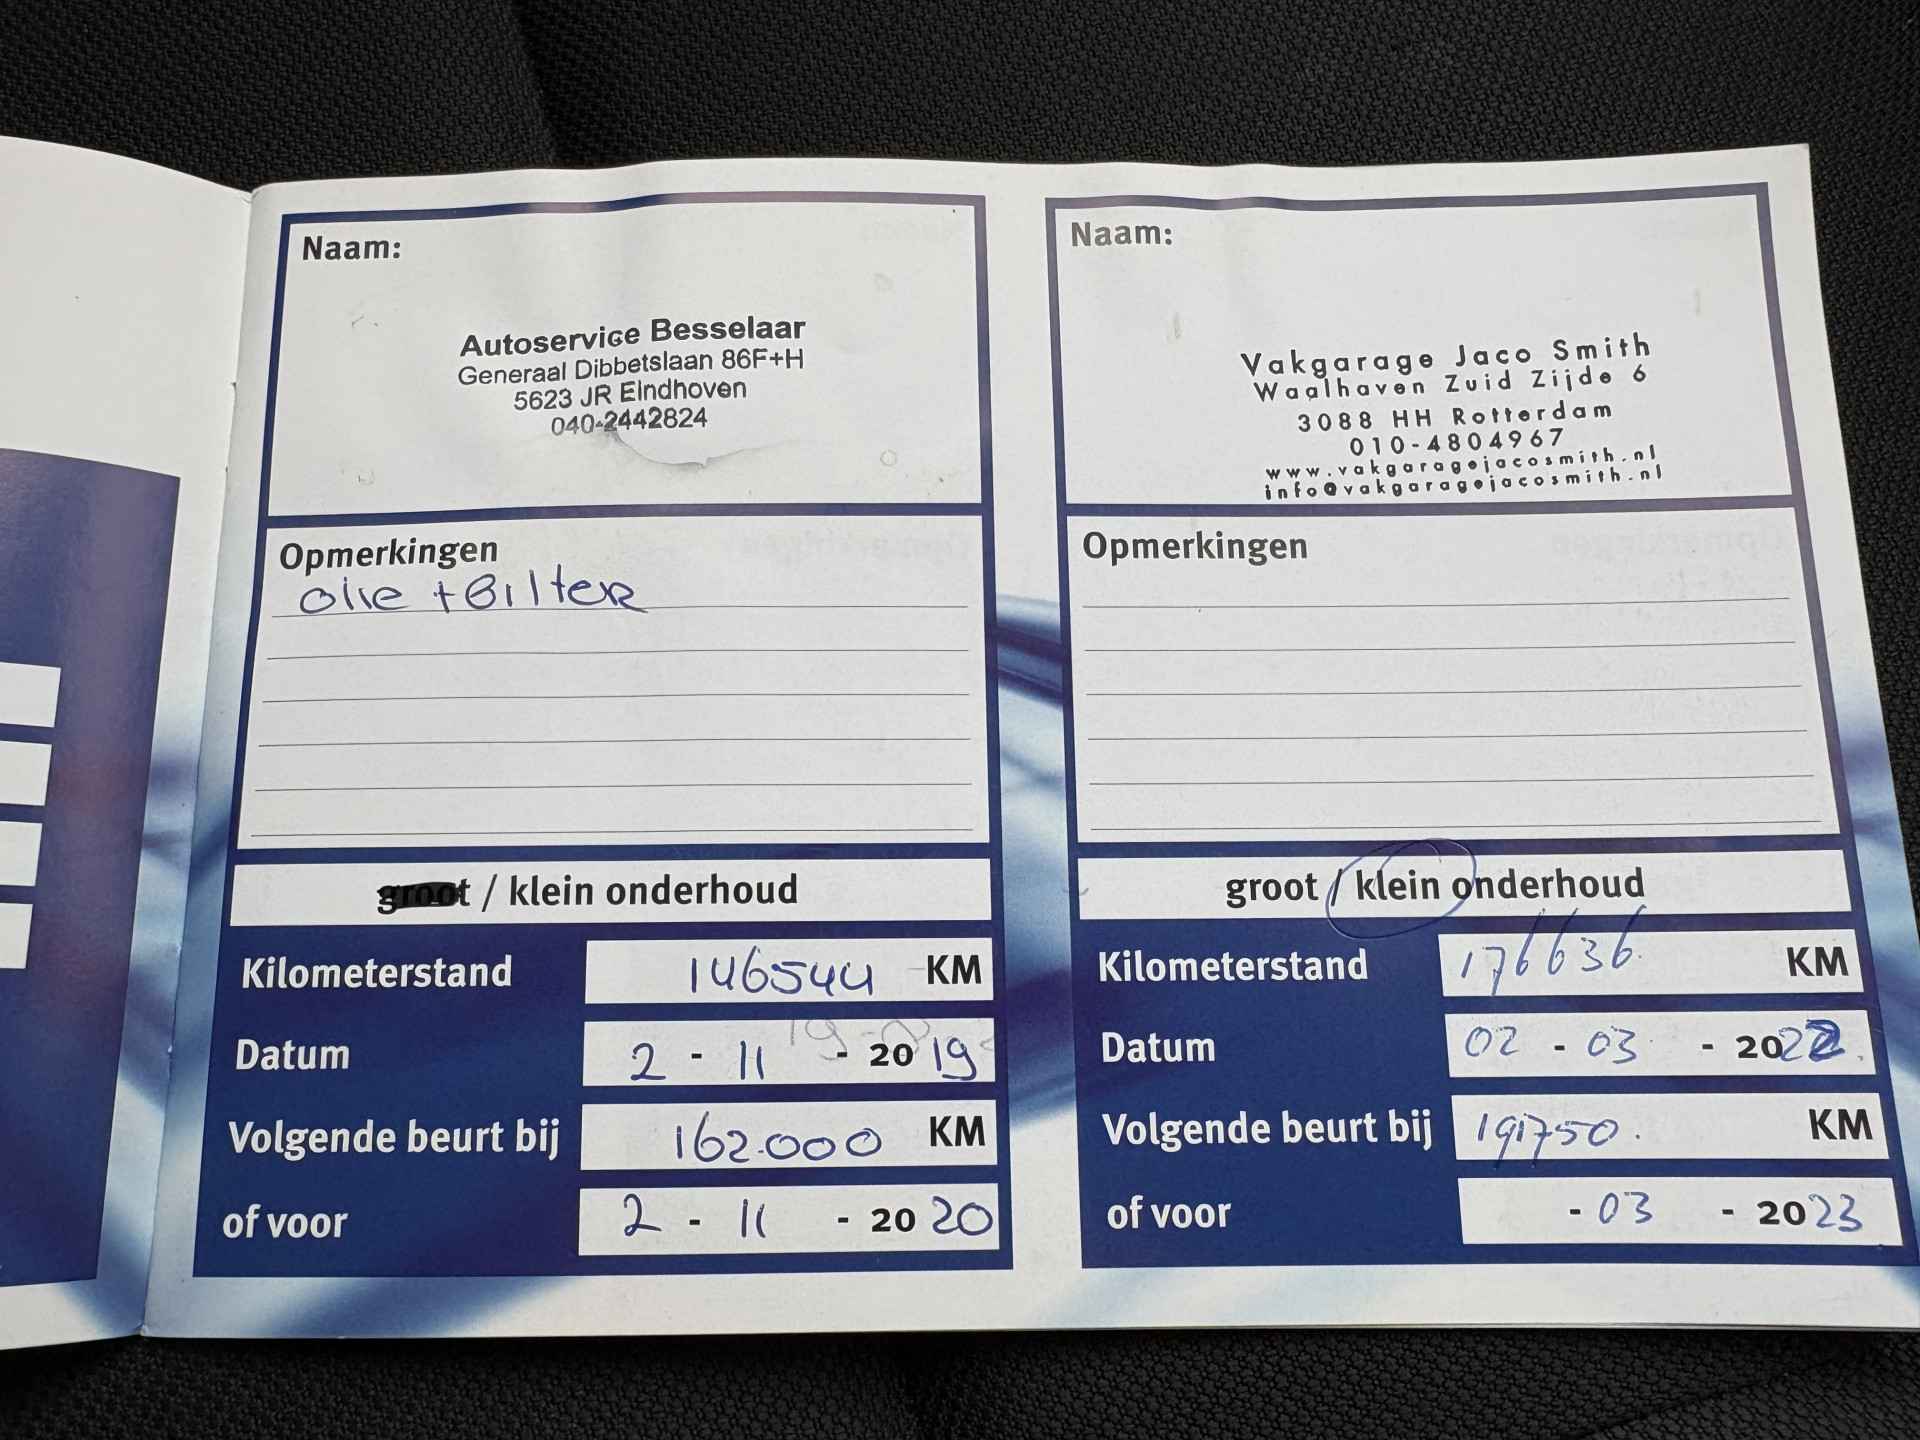 Naam:
Autoservice Besselaar
Generaal Dibbetslaan 86F+H
5623 JR Eindhoven
040-2442824
Opmerkingen
olie + Filter
groot / klein onderhoud
Kilometerstand 146544 KM
Datum 2 - 11 - 2019
Volgende beurt bij 162.000 KM
of voor 2 - 11 - 2020
Naam:
Vakgarage Jaco Smith
Waalhaven Zuid Zijde 6
3088 HH Rotterdam
010-4804967
www.vakgaragejacosmith.nl
info@vakgaragejacosmith.nl
Opmerkingen
groot / klein onderhoud
Kilometerstand 176636 KM
Datum 02 - 03 - 2022
Volgende beurt bij 191750 KM
of voor - 03 - 2023